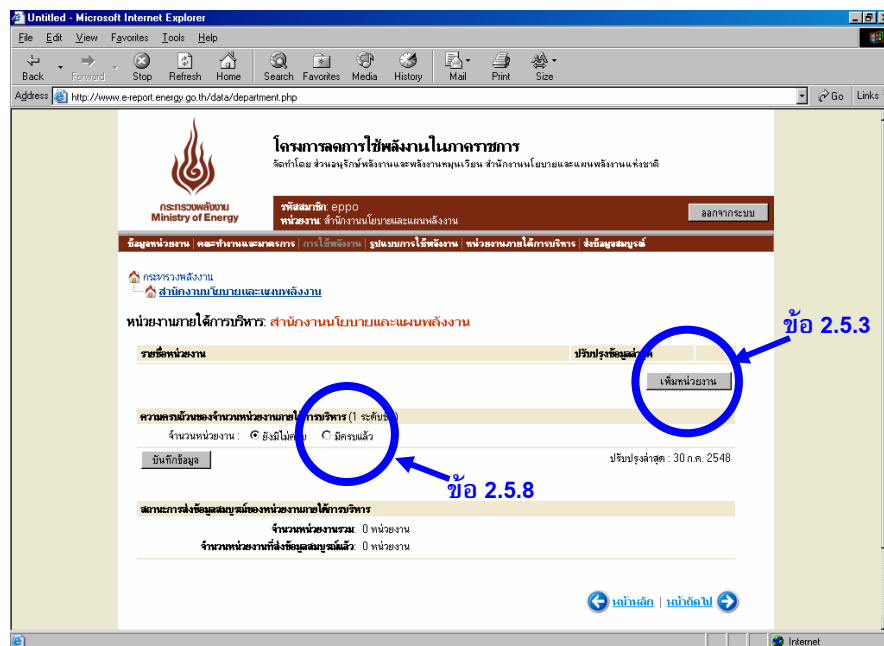 Untitled - Microsoft Internet Explorer
File Edit View Favorites Tools Help
Back Forward Stop Refresh Home Search Favorites Media History Mail Print Size
Address http://www.e-report.energy.go.th/data/department.php Go Links
โครงการลดการใช้พลังงานในภาคราชการ
จัดทำโดย ส่วนอนุรักษ์พลังงานและพลังงานหมุนเวียน สำนักงานนโยบายและแผนพลังงานแห่งชาติ
กระทรวงพลังงาน
Ministry of Energy
รหัสสมาชิก: eppo
หน่วยงาน: สำนักงานนโยบายและแผนพลังงาน
ออกจากระบบ
ข้อมูลหน่วยงาน | คณะทำงานและมาตรการ | การใช้พลังงาน | รูปแบบการใช้พลังงาน | หน่วยงานภายใต้การบริหาร | ส่งข้อมูลสมบูรณ์
กระทรวงพลังงาน
สำนักงานนโยบายและแผนพลังงาน
หน่วยงานภายใต้การบริหาร: สำนักงานนโยบายและแผนพลังงาน
ข้อ 2.5.3
รายชื่อหน่วยงาน ปรับปรุงข้อมูลล่าสุด
เพิ่มหน่วยงาน
ความครบถ้วนของจำนวนหน่วยงานภายใต้การบริหาร (1 ระดับชั้น)
จำนวนหน่วยงาน : ยังมีไม่ครบ มีครบแล้ว
บันทึกข้อมูล ปรับปรุงล่าสุด : 30 ก.ค. 2548
ข้อ 2.5.8
สถานะการส่งข้อมูลสมบูรณ์ของหน่วยงานภายใต้การบริหาร
จำนวนหน่วยงานรวม: 0 หน่วยงาน
จำนวนหน่วยงานที่ส่งข้อมูลสมบูรณ์แล้ว: 0 หน่วยงาน
หน้าหลัก | หน้าถัดไป
Internet